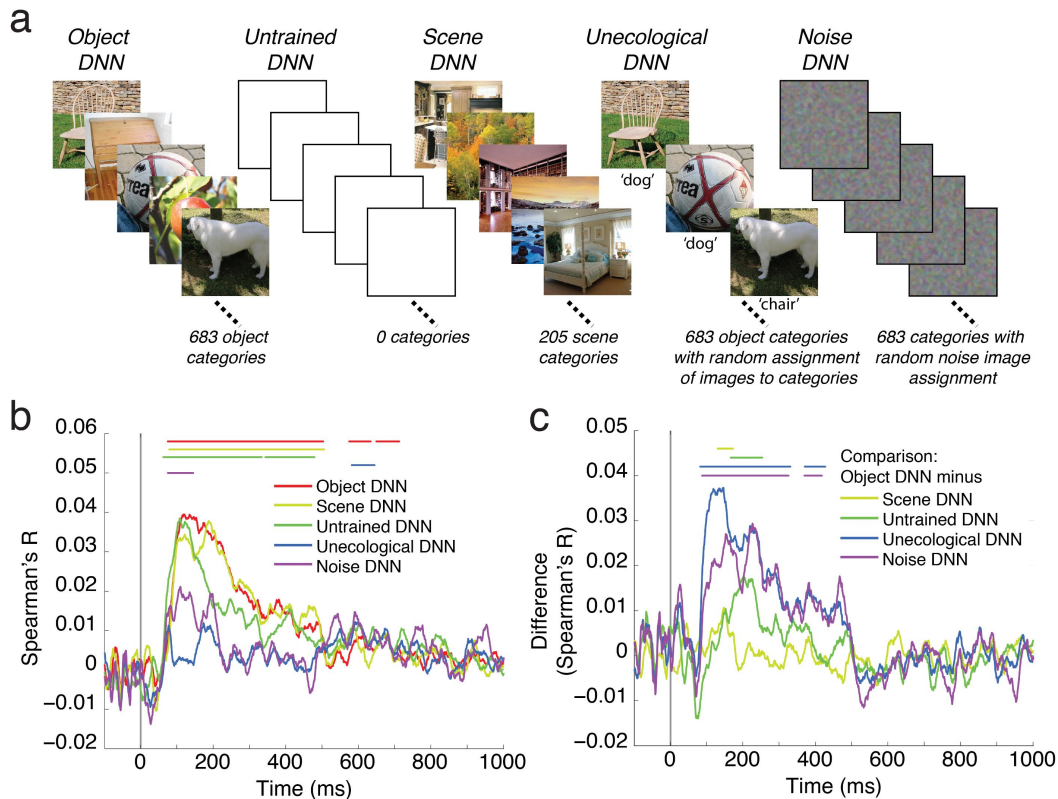 a
Object
DNN
Untrained
DNN
Scene
DNN
Unecological
DNN
Noise
DNN
rea
'dog'
rea
'dog'
'chair'
683 object
categories
0 categories
205 scene
categories
683 object categories
with random assignment
of images to categories
683 categories with
random noise image
assignment
b
0.06
0.05
0.04
0.03
0.02
0.01
0
−0.01
−0.02
Spearman's R
Object DNN
Scene DNN
Untrained DNN
Unecological DNN
Noise DNN
0 200 400 600 800 1000
Time (ms)
c
0.05
0.04
0.03
0.02
0.01
0
−0.01
−0.02
Difference
(Spearman's R)
Comparison:
Object DNN minus
Scene DNN
Untrained DNN
Unecological DNN
Noise DNN
0 200 400 600 800 1000
Time (ms)